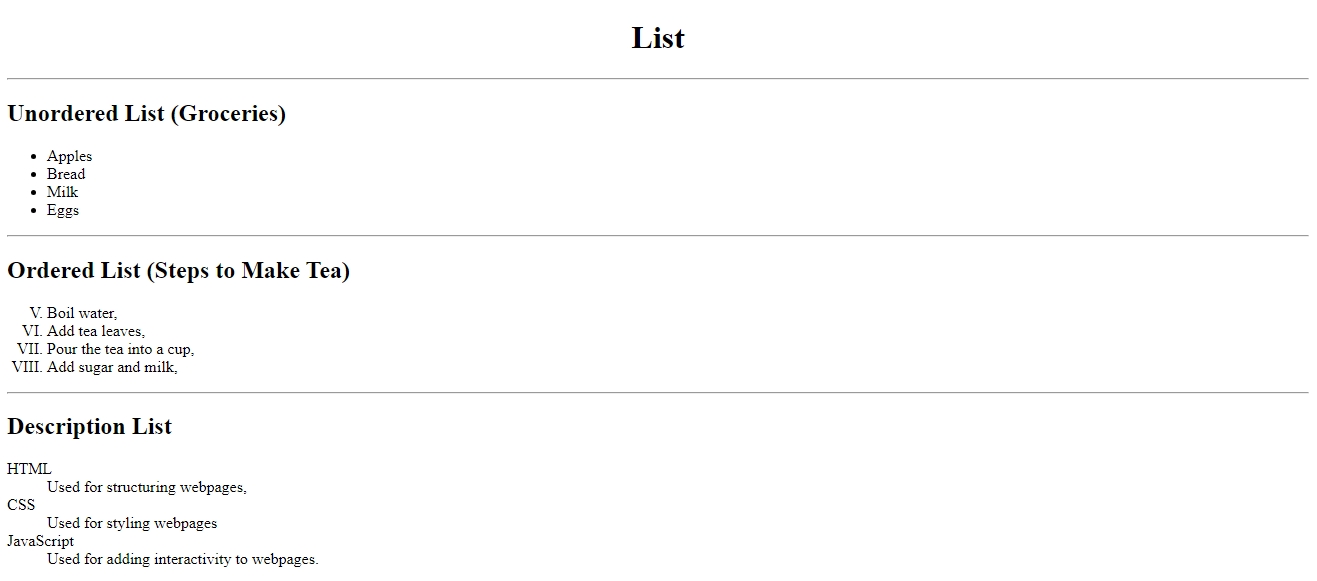 List
Unordered List (Groceries)
• Apples
• Bread
• Milk
• Eggs
Ordered List (Steps to Make Tea)
V. Boil water,
VI. Add tea leaves,
VII. Pour the tea into a cup,
VIII. Add sugar and milk,
Description List
HTML
Used for structuring webpages,
CSS
Used for styling webpages
JavaScript
Used for adding interactivity to webpages.